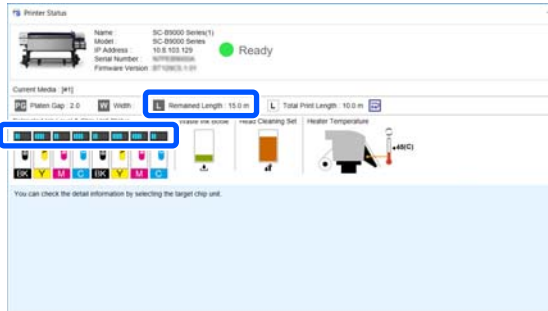 Printer Status
Name : SC-B9000 Series(1)
Model : SC-B9000 Series
IP Address : 10.8.103.129
Serial Number :
Firmware Version :
Ready
Current Media : [#1]
PG Platen Gap : 2.0 W Width : L Remained Length : 15.0 m L Total Print Length : 10.0 m
Waste Ink Bottle Head Cleaning Set Heater Temperature
+48(C)
BK Y M C BK Y M C
You can check the detail information by selecting the target chip unit.